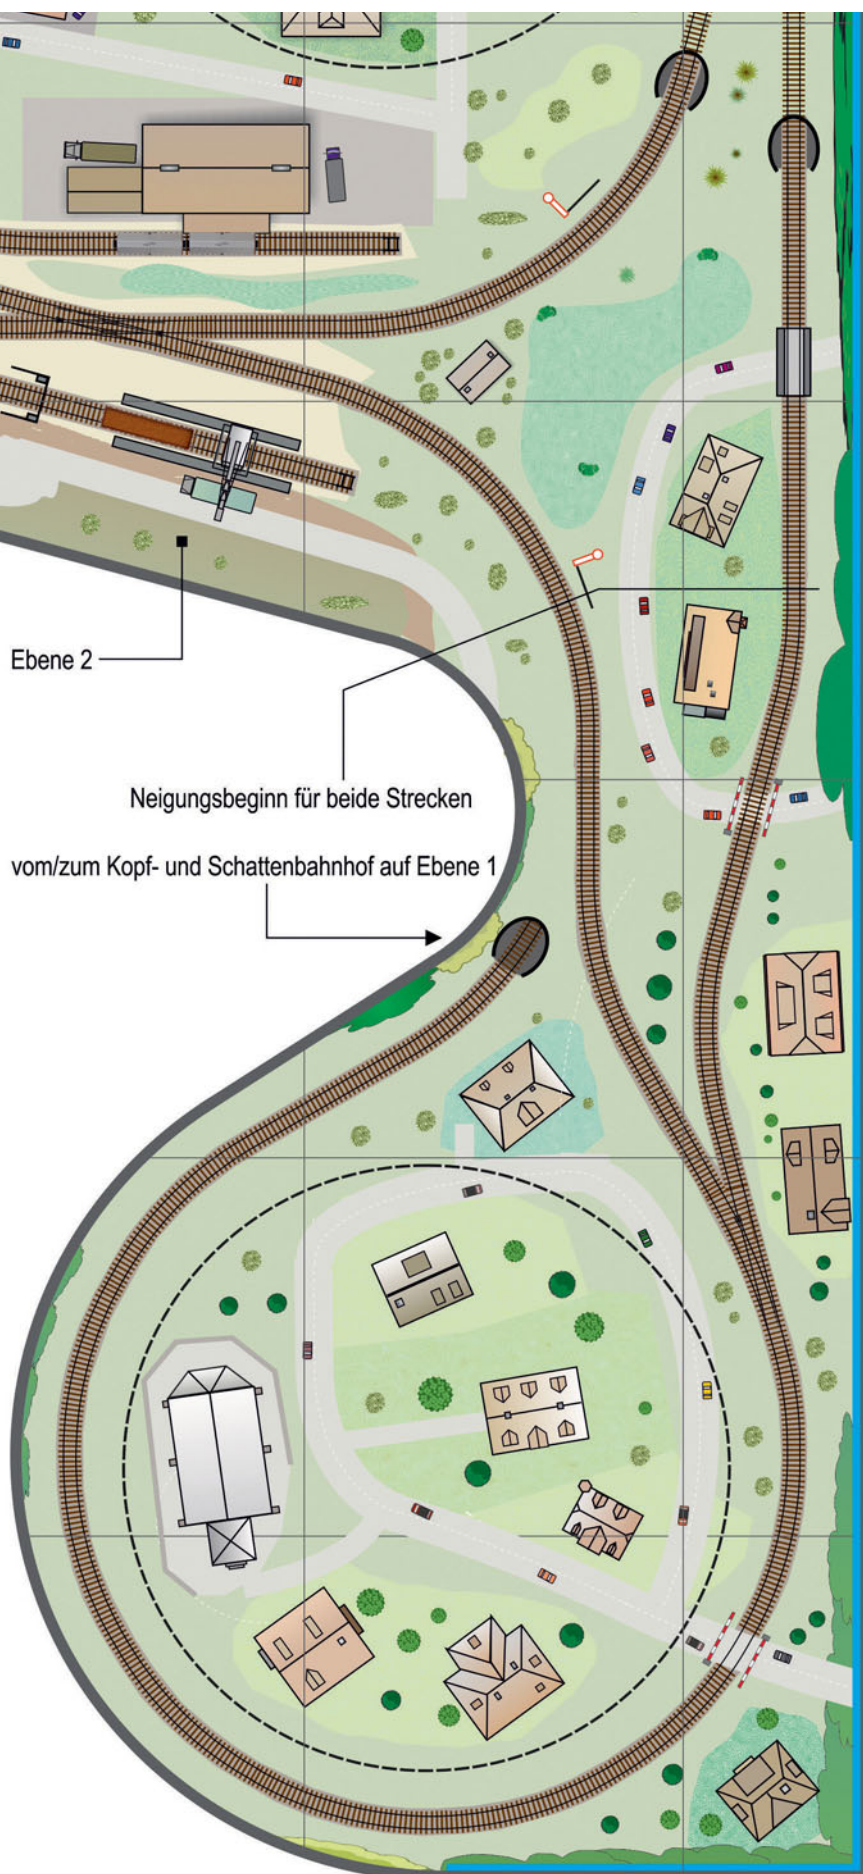 Ebene 2
Neigungsbeginn für beide Strecken
vom/zum Kopf- und Schattenbahnhof auf Ebene 1